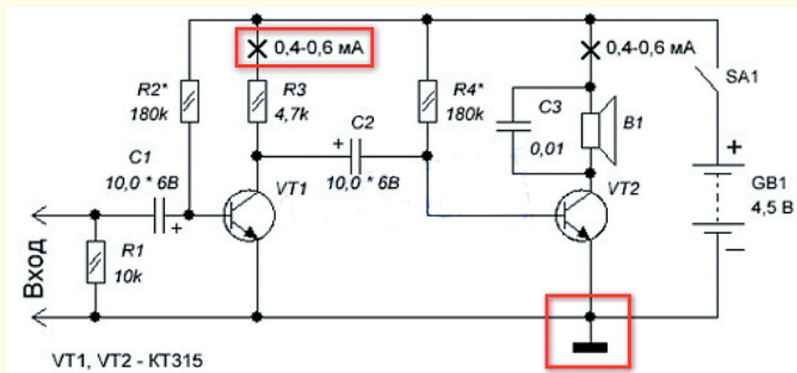 0,4-0,6 мА
0,4-0,6 мА
SA1
R2*
180k
R3
4,7k
R4*
180k
C3
0,01
B1
C2
+
10,0 * 6В
C1
10,0 * 6В
+
VT1
VT2
+
GB1
4,5 В
–
R1
10k
Вход
VT1, VT2 - КТ315